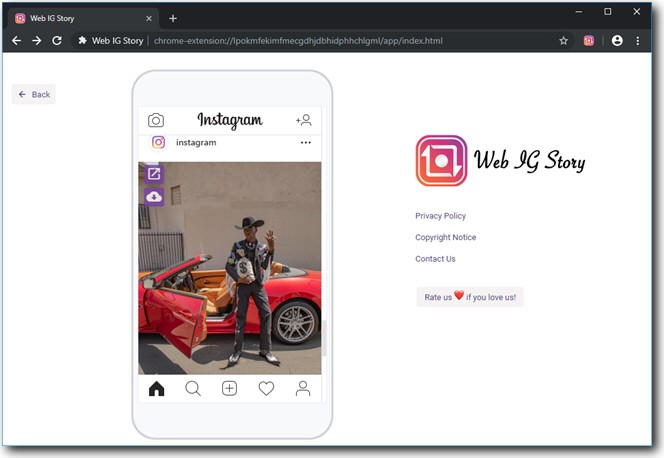 Web IG Story
Web IG Story | chrome-extension://lpokmfekimfmecgdhjdbhidphhchlgml/app/index.html
Back
Instagram
instagram
$
Web IG Story
Privacy Policy
Copyright Notice
Contact Us
Rate us ❤ if you love us!